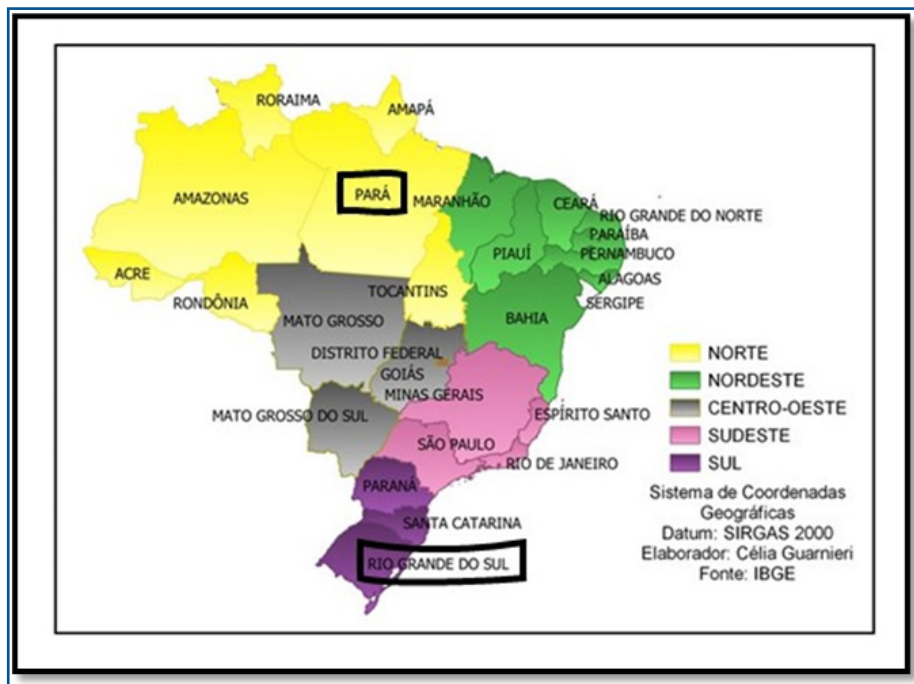 RORAIMA
AMAPÁ
AMAZONAS
PARÁ
MARANHÃO
CEARÁ
RIO GRANDE DO NORTE
PARAÍBA
PIAUÍ
PERNAMBUCO
ACRE
ALAGOAS
TOCANTINS
RONDÔNIA
SERGIPE
MATO GROSSO
BAHIA
DISTRITO FEDERAL
GOIÁS
MINAS GERAIS
MATO GROSSO DO SUL
ESPÍRITO SANTO
SÃO PAULO
RIO DE JANEIRO
PARANÁ
SANTA CATARINA
RIO GRANDE DO SUL
NORTE
NORDESTE
CENTRO-OESTE
SUDESTE
SUL
Sistema de Coordenadas
Geográficas
Datum: SIRGAS 2000
Elaborador: Célia Guarnieri
Fonte: IBGE